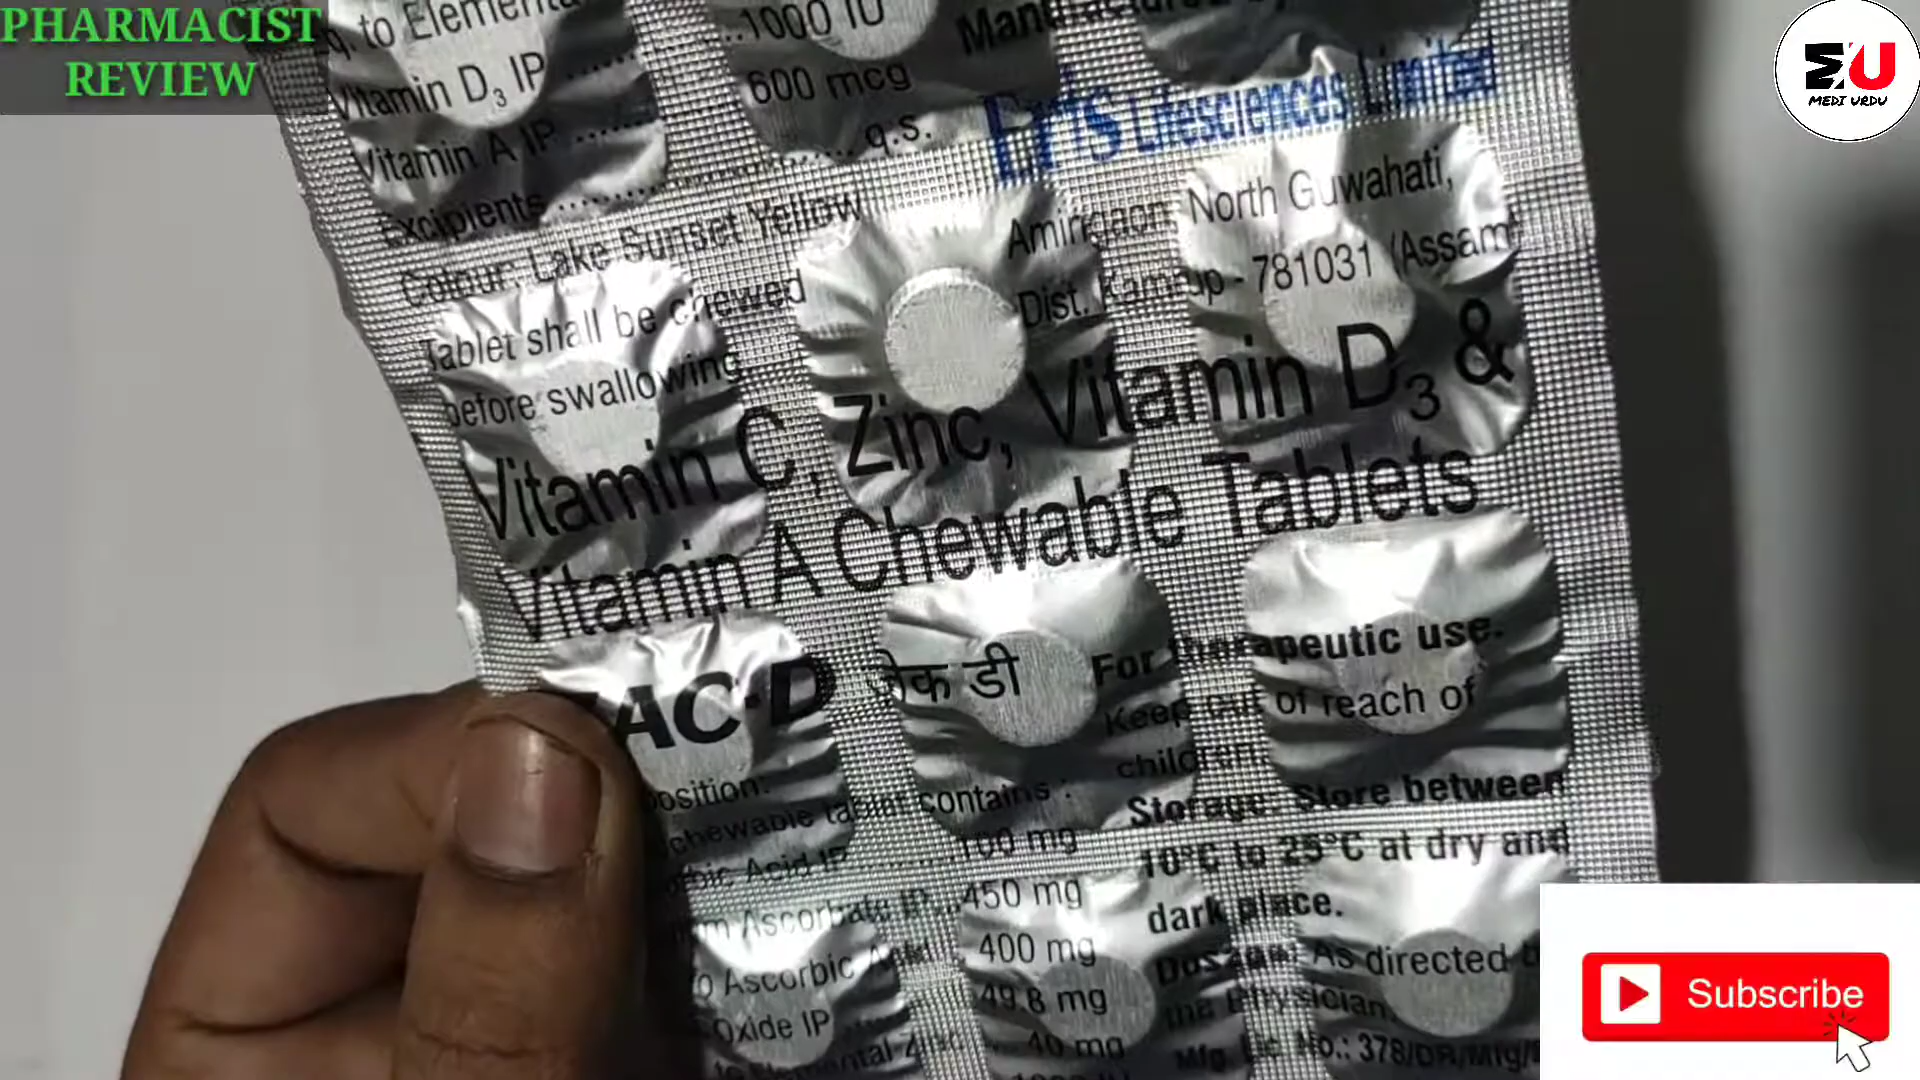 PHARMACIST
REVIEW
MEDI URDU
Eq. to Elemental
Vitamin D₃ IP ........1000 IU
Vitamin A IP ........600 mcg
Excipients ........ q.s.
Colour: Lake Sunset Yellow
Tablet shall be chewed
before swallowing
Manufactured by
Eris Lifesciences Limited
Amingaon, North Guwahati,
Dist. Kamrup - 781031 (Assam)
Vitamin C, Zinc, Vitamin D₃ &
Vitamin A Chewable Tablets
AC-D
डी
position:
chewable tablet contains :
Acid IP ........100 mg
Ascorbate IP...450 mg
Ascorbic Acid 400 mg
Oxide IP 49.8 mg
Elemental Zinc 40 mg
For therapeutic use.
Keep out of reach of
children.
Storage: Store between
10°C to 25°C at dry and
dark place.
Dosage: As directed
the Physician.
Mfg. Lic No.: 378/DR/Mfg/
Subscribe